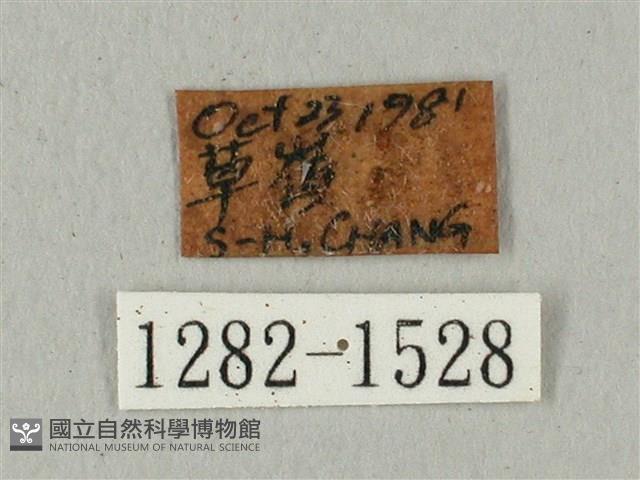 Oct 23, 1981
草嶺
S-H. CHANG
1282-1528
國立自然科學博物館
NATIONAL MUSEUM OF NATURAL SCIENCE